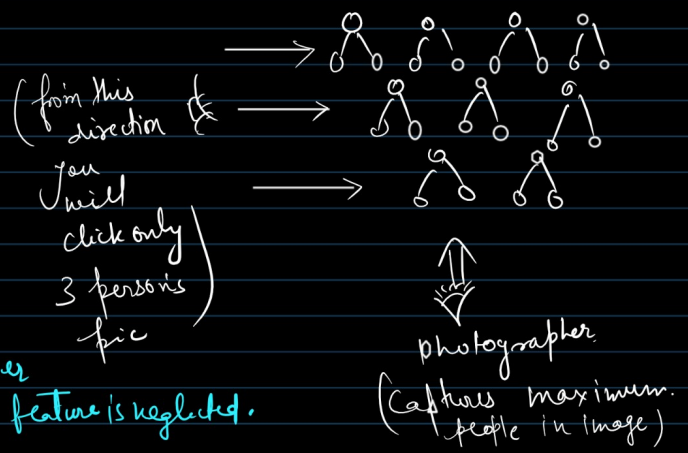 (from this
direction
you
will
click only
3 person's
pic)
er
feature is neglected.
photographer
(Captures maximum
people in image)